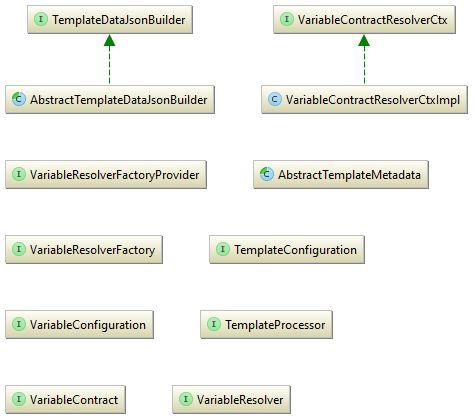 I TemplateDataJsonBuilder
I VariableContractResolverCtx
C AbstractTemplateDataJsonBuilder
C VariableContractResolverCtxImpl
I VariableResolverFactoryProvider
C AbstractTemplateMetadata
I VariableResolverFactory
I TemplateConfiguration
I VariableConfiguration
I TemplateProcessor
I VariableContract
I VariableResolver